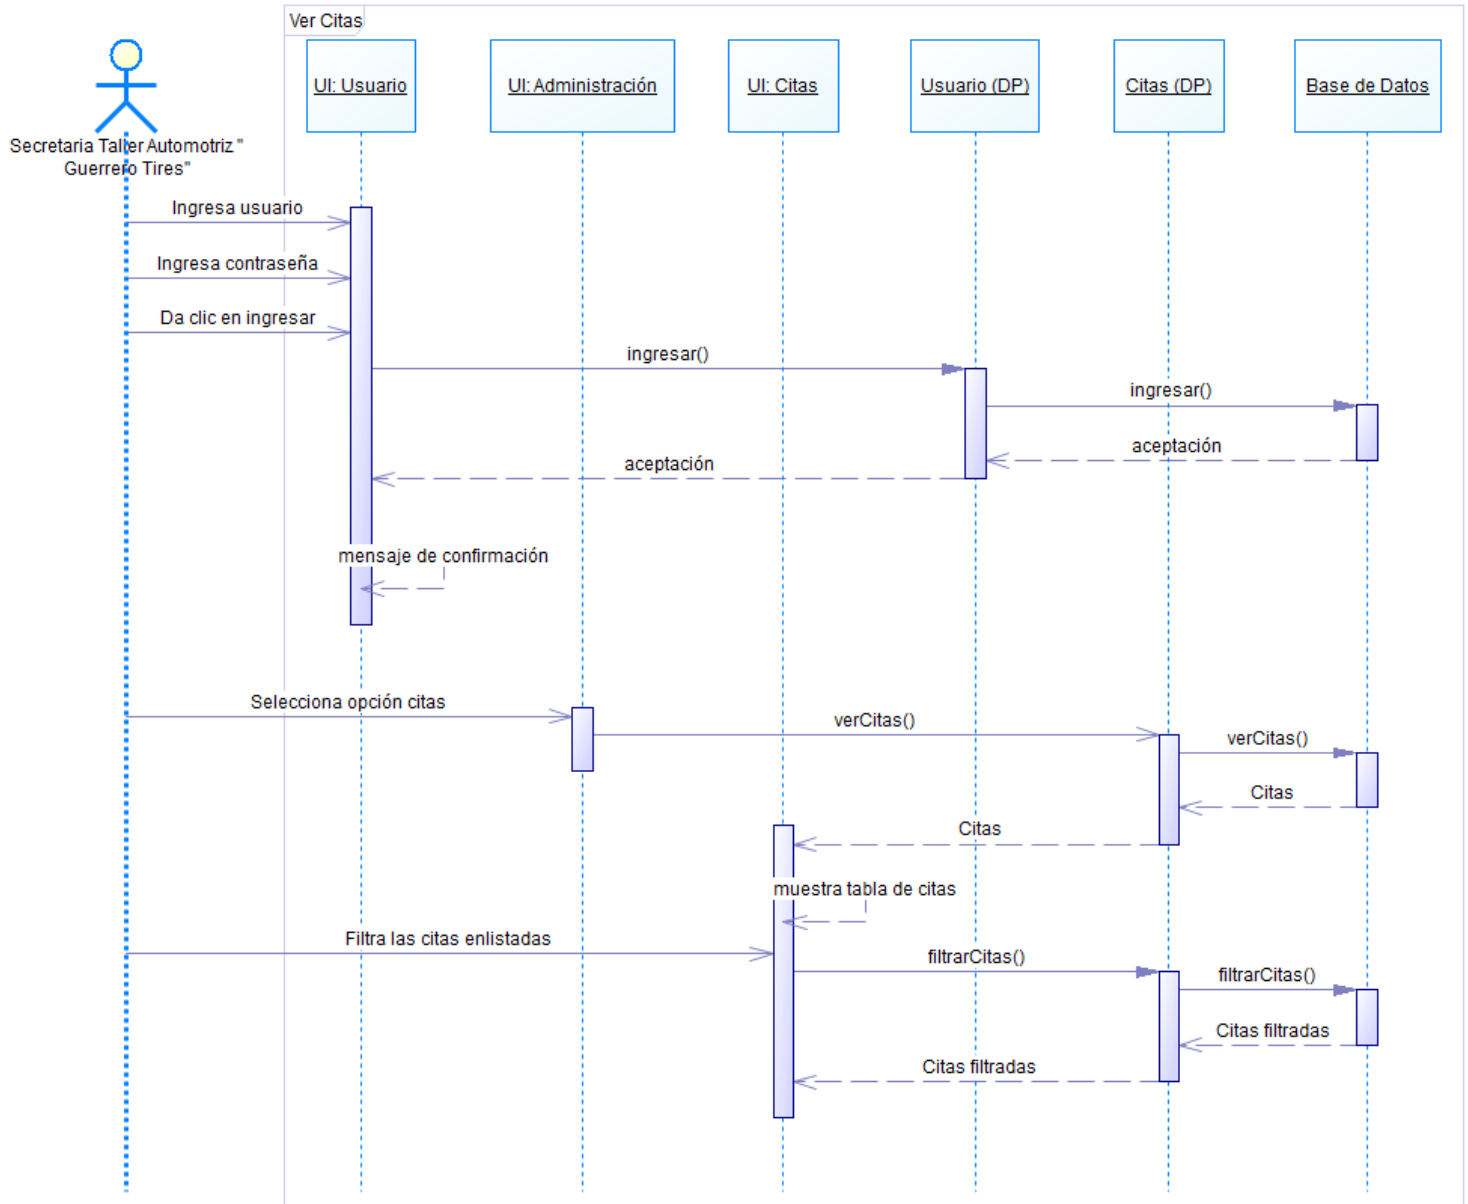 Ver Citas
UI: Usuario
UI: Administración
UI: Citas
Usuario (DP)
Citas (DP)
Base de Datos
Secretaria Taller Automotriz "
Guerrero Tires"
Ingresa usuario
Ingresa contraseña
Da clic en ingresar
ingresar()
ingresar()
aceptación
aceptación
mensaje de confirmación
Selecciona opción citas
verCitas()
verCitas()
Citas
Citas
muestra tabla de citas
Filtra las citas enlistadas
filtrarCitas()
filtrarCitas()
Citas filtradas
Citas filtradas